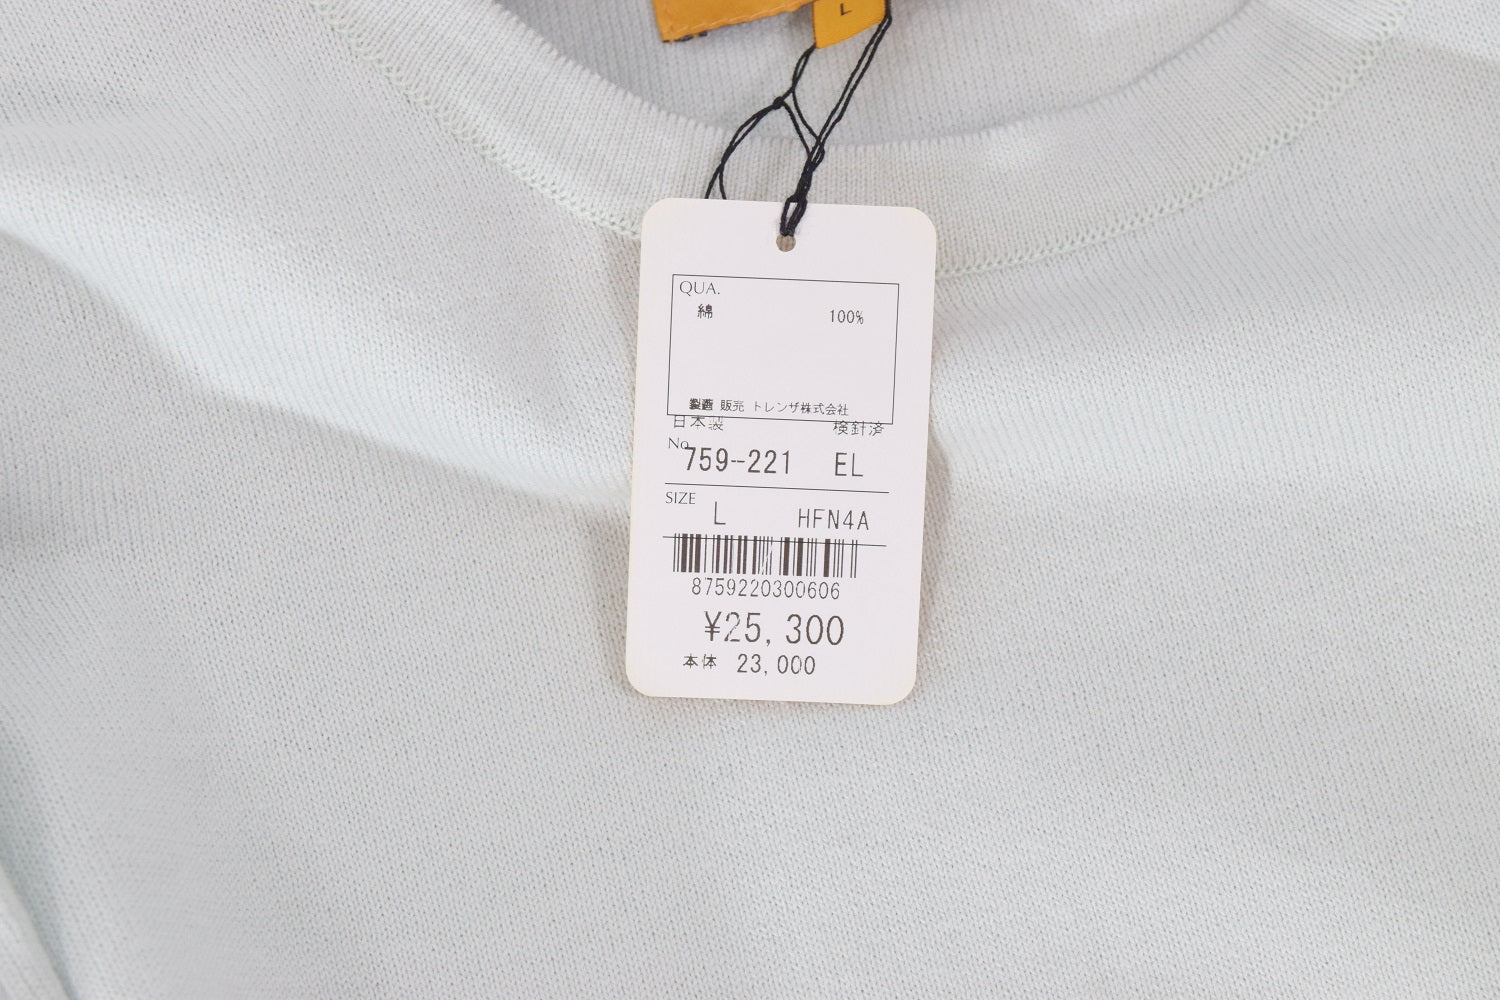 L
QUA.
綿 100%
販売 トレンザ株式会社
日本製 検針済
No. 759-221 EL
SIZE L HFN4A
8759220300606
¥25,300
本体 23,000